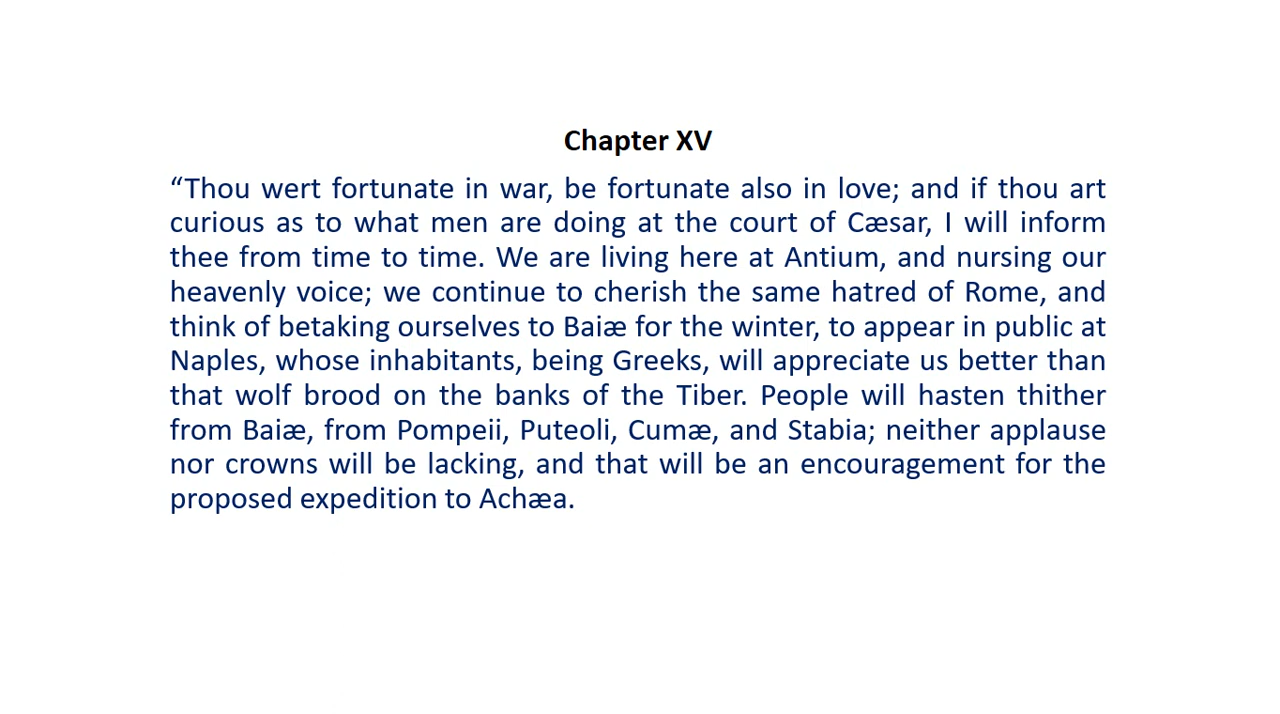 Chapter XV
“Thou wert fortunate in war, be fortunate also in love; and if thou art
curious as to what men are doing at the court of Cæsar, I will inform
thee from time to time. We are living here at Antium, and nursing our
heavenly voice; we continue to cherish the same hatred of Rome, and
think of betaking ourselves to Baiæ for the winter, to appear in public at
Naples, whose inhabitants, being Greeks, will appreciate us better than
that wolf brood on the banks of the Tiber. People will hasten thither
from Baiæ, from Pompeii, Puteoli, Cumæ, and Stabia; neither applause
nor crowns will be lacking, and that will be an encouragement for the
proposed expedition to Achæa.